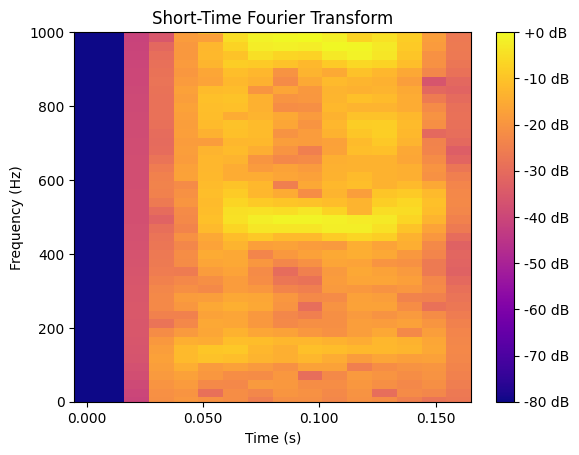 Short-Time Fourier Transform
1000
800
600
400
200
0
Frequency (Hz)
0.000
0.050
0.100
0.150
Time (s)
+0 dB
-10 dB
-20 dB
-30 dB
-40 dB
-50 dB
-60 dB
-70 dB
-80 dB